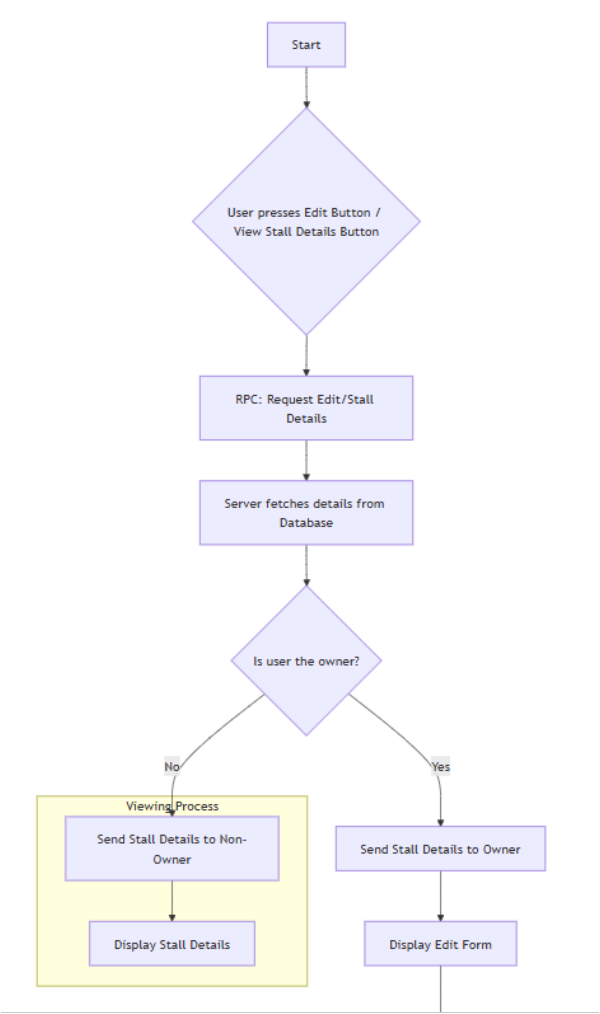 Start
User presses Edit Button /
View Stall Details Button
RPC: Request Edit/Stall
Details
Server fetches details from
Database
Is user the owner?
No
Yes
Viewing Process
Send Stall Details to Non-
Owner
Send Stall Details to Owner
Display Stall Details
Display Edit Form